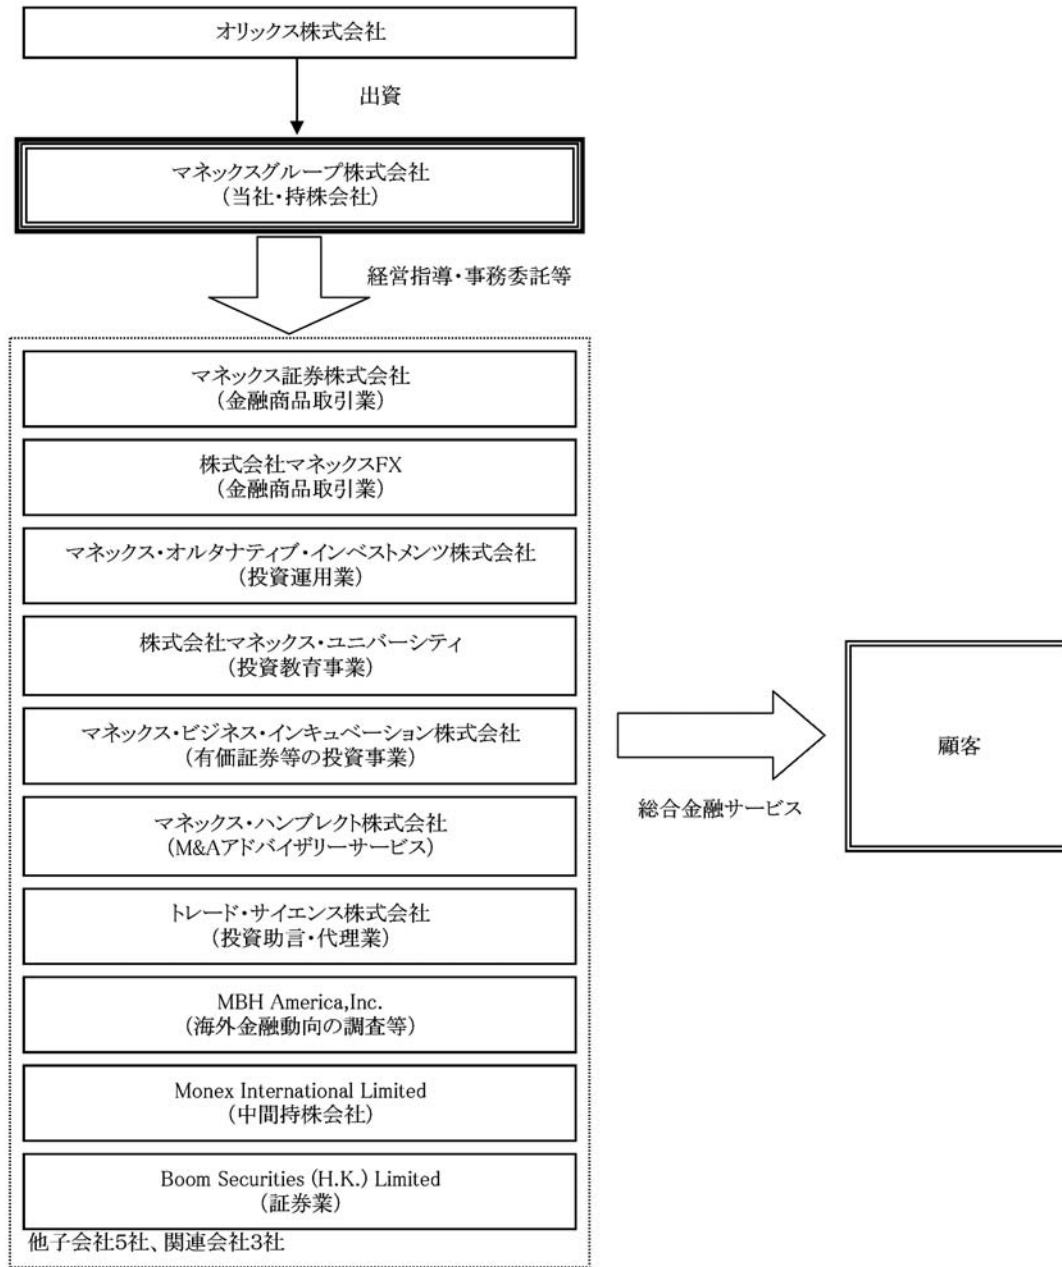 オリックス株式会社
出資
マネックスグループ株式会社
(当社・持株会社)
経営指導・事務委託等
マネックス証券株式会社
(金融商品取引業)
株式会社マネックスFX
(金融商品取引業)
マネックス・オルタナティブ・インベストメンツ株式会社
(投資運用業)
株式会社マネックス・ユニバーシティ
(投資教育事業)
マネックス・ビジネス・インキュベーション株式会社
(有価証券等の投資事業)
マネックス・ハンブレクト株式会社
(M&Aアドバイザリーサービス)
トレード・サイエンス株式会社
(投資助言・代理業)
MBH America,Inc.
(海外金融動向の調査等)
Monex International Limited
(中間持株会社)
Boom Securities (H.K.) Limited
(証券業)
他子会社5社、関連会社3社
総合金融サービス
顧客